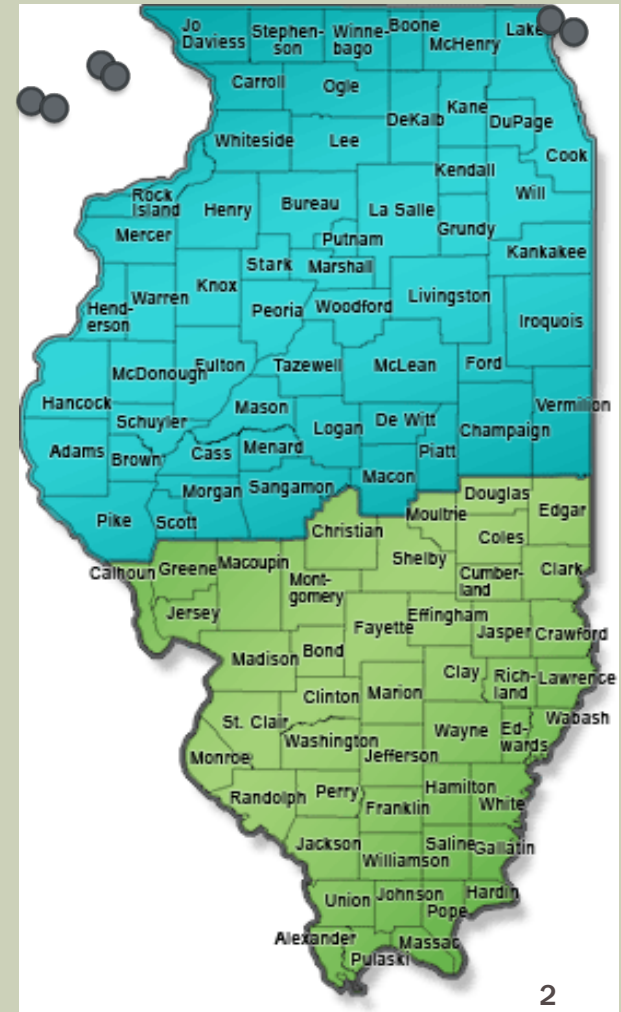 Jo
Daviess
Stephen-
son
Winne-
bago
Boone
McHenry
Lake
Carroll
Ogle
DeKalb
Kane
DuPage
Whiteside
Lee
Cook
Kendall
Will
Rock
Island
Henry
Bureau
La Salle
Grundy
Mercer
Putnam
Kankakee
Stark
Marshall
Knox
Warren
Hend-
erson
Peoria
Woodford
Livingston
Iroquois
McDonough
Fulton
Tazewell
McLean
Ford
Hancock
Mason
Vermilion
Schuyler
Logan
De Witt
Champaign
Adams
Brown
Cass
Menard
Piatt
Macon
Morgan
Sangamon
Pike
Scott
Douglas
Edgar
Moultrie
Christian
Coles
Shelby
Calhoun
Greene
Macoupin
Mont-
gomery
Cumber-
land
Clark
Jersey
Effingham
Fayette
Jasper
Crawford
Madison
Bond
Clay
Rich-
land
Lawrence
Clinton
Marion
St. Clair
Wabash
Washington
Wayne
Ed-
wards
Monroe
Jefferson
Randolph
Perry
Hamilton
White
Franklin
Jackson
Saline
Gallatin
Williamson
Union
Johnson
Hardin
Pope
Alexander
Massac
Pulaski
2